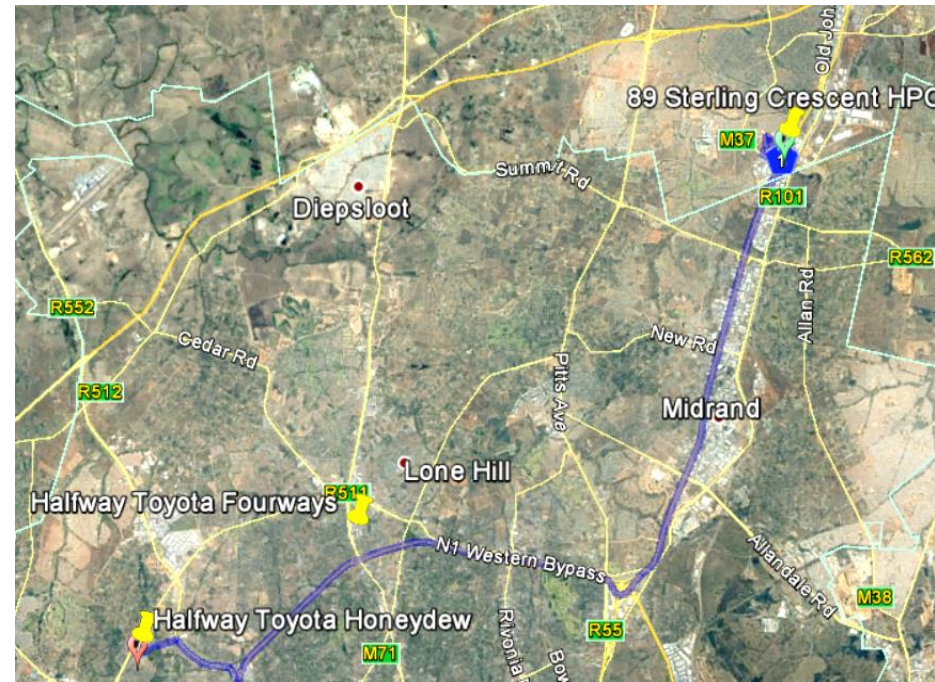 Old Joh
89 Sterling Crescent HPC
M37
1
Summit Rd
R101
Diepsloot
R562
Allan Rd
R552
New Rd
Cedar Rd
Pitts Ave
R512
Midrand
Lone Hill
R511
Halfway Toyota Fourways
N1 Western Bypass
Allandale Rd
M38
Halfway Toyota Honeydew
R55
Rivonia
M71
Bow